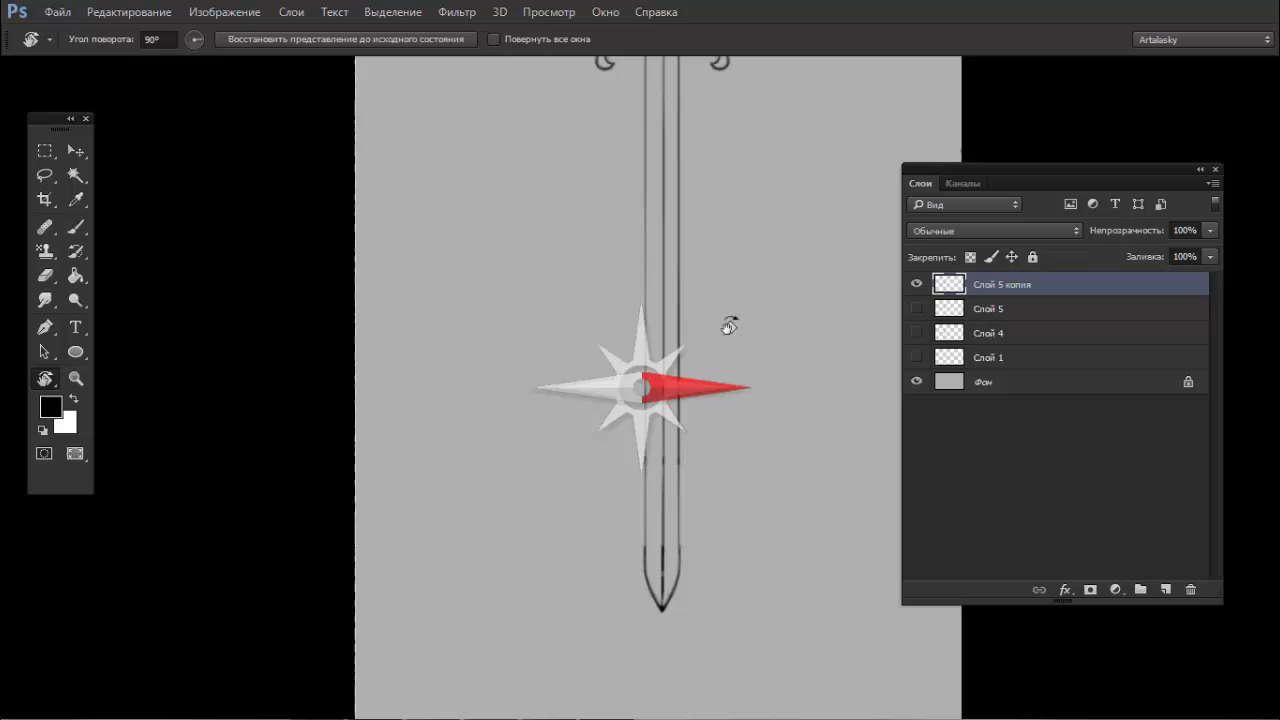 Ps Файл Редактирование Изображение Слои Текст Выделение Фильтр 3D Просмотр Окно Справка
Угол поворота: 90° Восстановить представление до исходного состояния Повернуть все окна Artalasky
Слои Каналы
Вид
Обычные Непрозрачность: 100%
Закрепить: Заливка: 100%
Слой 5 копия
Слой 5
Слой 4
Слой 1
Фон
fx